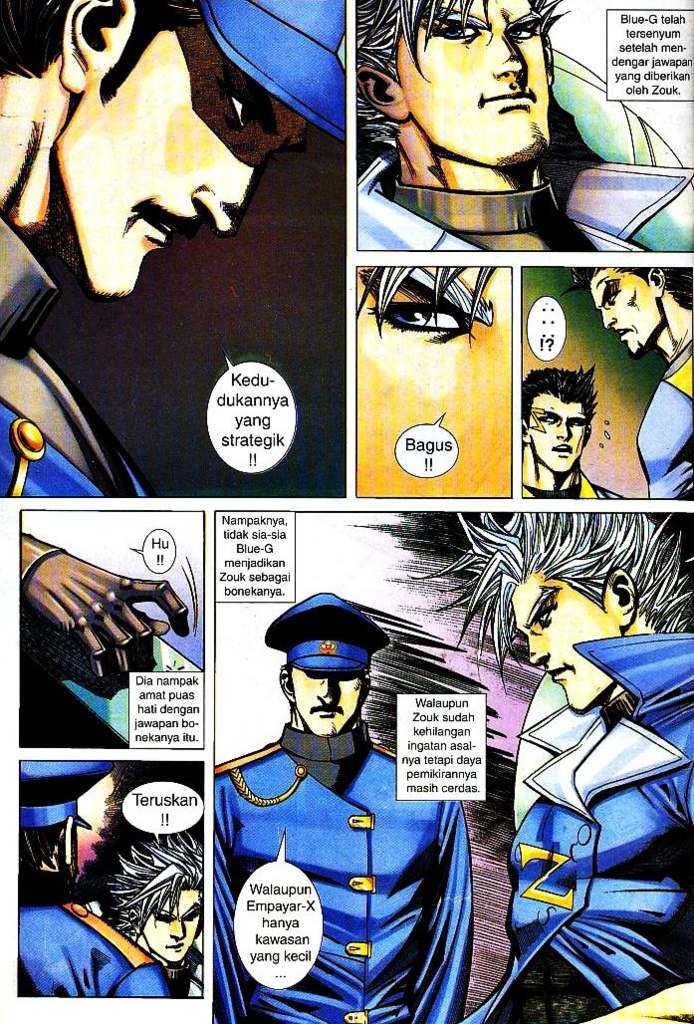 Kedu-
dukannya
yang
strategik
!!
Blue-G telah
tersenyum
setelah men-
dengar jawapan
yang diberikan
oleh Zouk.
Bagus
!!
. .
. .
. .
!?
Hu
!!
Dia nampak
amat puas
hati dengan
jawapan bo-
nekanya itu.
Teruskan
!!
Nampaknya,
tidak sia-sia
Blue-G
menjadikan
Zouk sebagai
bonekanya.
Walaupun
Zouk sudah
kehilangan
ingatan asal-
nya tetapi daya
pemikirannya
masih cerdas.
Z
Walaupun
Empayar-X
hanya
kawasan
yang kecil
...